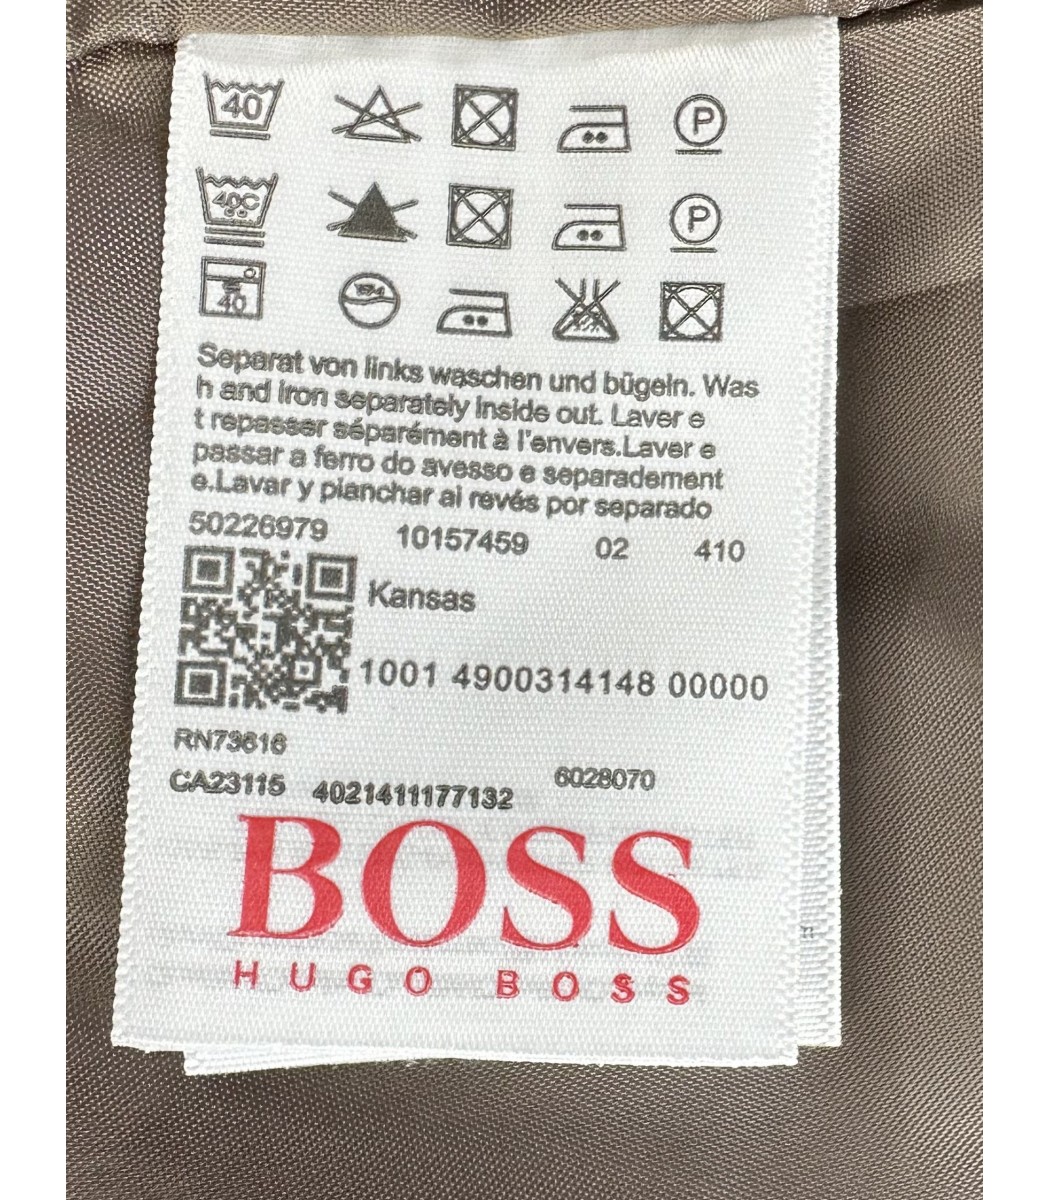 40 P
40C P
40
Separat von links waschen und bügeln. Was
h and iron separately inside out. Laver e
t repasser séparément à l'envers.Laver e
passar a ferro do avesso e separadement
e.Lavar y planchar al revés por separado
50226979 10157459 02 410
Kansas
1001 4900314148 00000
RN73616
CA23115 4021411177132 6028070
BOSS
HUGO BOSS